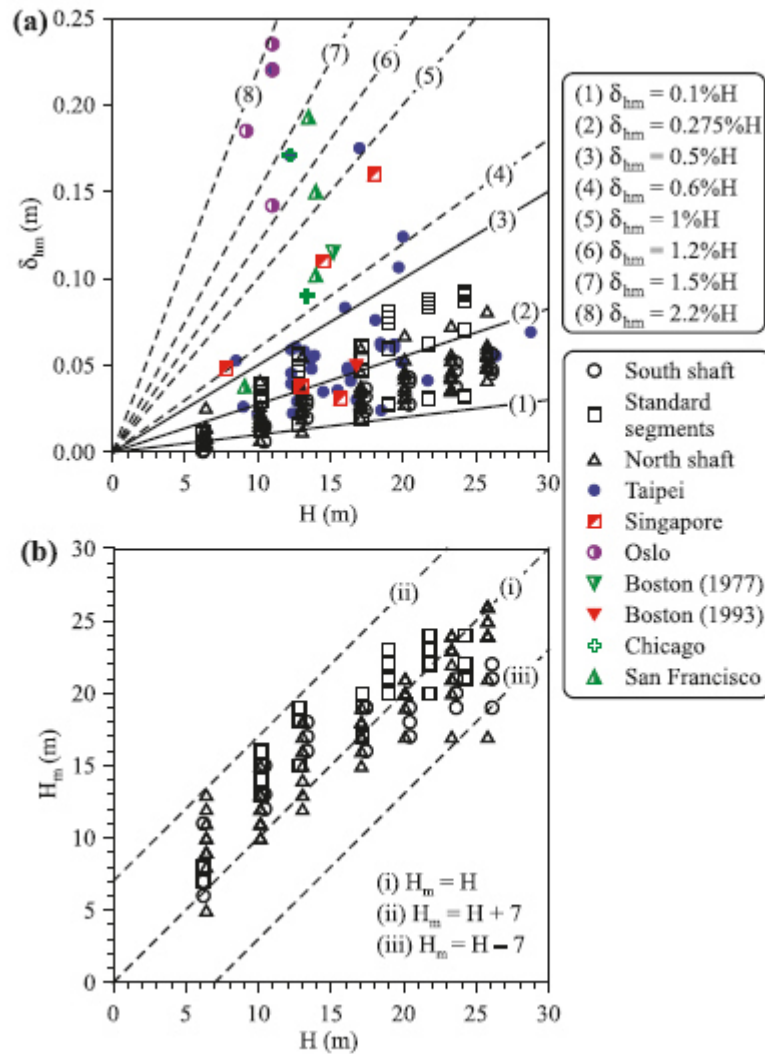 (a)
0.25
0.20
0.15
0.10
0.05
0.00
δhm (m)
(8)
(7)
(6)
(5)
(4)
(3)
(2)
(1)
0
5
10
15
20
25
30
H (m)
(1) δhm = 0.1%H
(2) δhm = 0.275%H
(3) δhm = 0.5%H
(4) δhm = 0.6%H
(5) δhm = 1%H
(6) δhm = 1.2%H
(7) δhm = 1.5%H
(8) δhm = 2.2%H
South shaft
Standard
segments
North shaft
Taipei
Singapore
Oslo
Boston (1977)
Boston (1993)
Chicago
San Francisco
(b)
30
25
20
15
10
5
0
Hm (m)
(ii)
(i)
(iii)
(i) Hm = H
(ii) Hm = H + 7
(iii) Hm = H − 7
0
5
10
15
20
25
30
H (m)